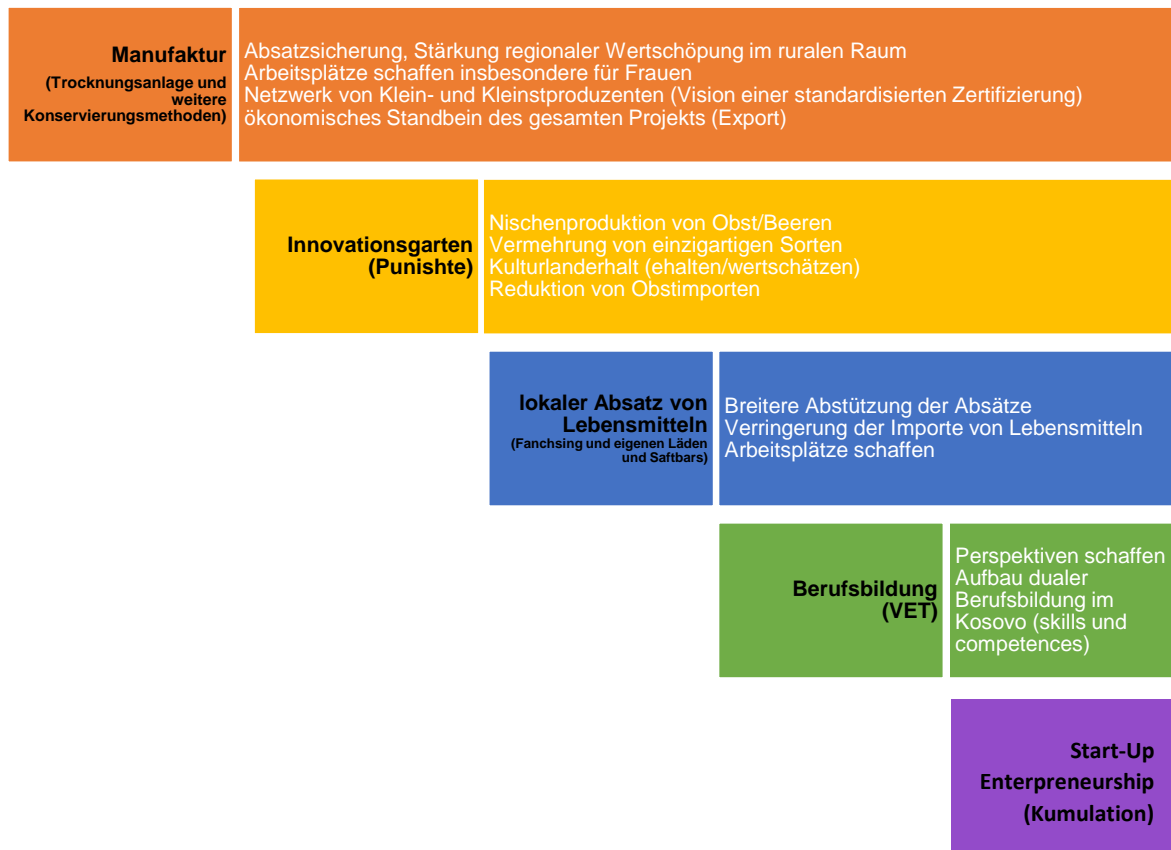 Manufaktur
(Trocknungsanlage und
weitere
Konservierungsmethoden)
Absatzsicherung, Stärkung regionaler Wertschöpung im ruralen Raum
Arbeitsplätze schaffen insbesondere für Frauen
Netzwerk von Klein- und Kleinstproduzenten (Vision einer standardisierten Zertifizierung)
ökonomisches Standbein des gesamten Projekts (Export)
Innovationsgarten
(Punishte)
Nischenproduktion von Obst/Beeren
Vermehrung von einzigartigen Sorten
Kulturlanderhalt (ehalten/wertschätzen)
Reduktion von Obstimporten
lokaler Absatz von
Lebensmitteln
(Fanchsing und eigenen Läden
und Saftbars)
Breitere Abstützung der Absätze
Verringerung der Importe von Lebensmitteln
Arbeitsplätze schaffen
Berufsbildung
(VET)
Perspektiven schaffen
Aufbau dualer
Berufsbildung im
Kosovo (skills und
competences)
Start-Up
Enterpreneurship
(Kumulation)